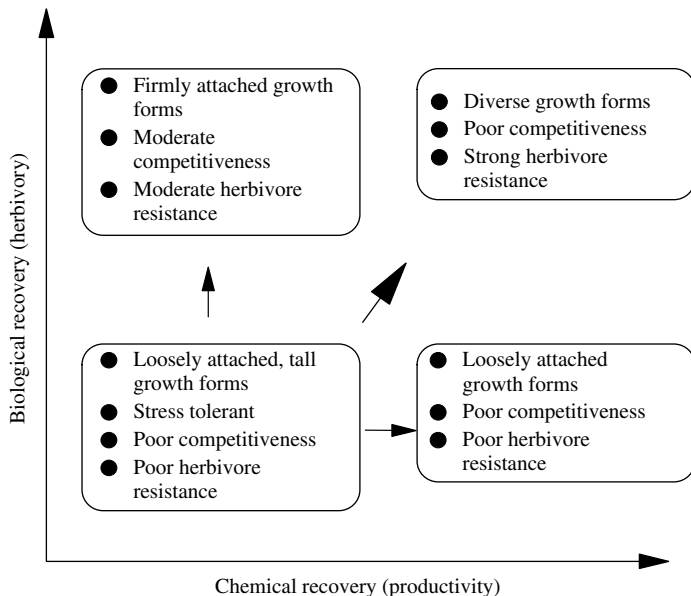 ● Firmly attached growth
forms
● Moderate
competitiveness
● Moderate herbivore
resistance
● Diverse growth forms
● Poor competitiveness
● Strong herbivore
resistance
Biological recovery (herbivory)
● Loosely attached, tall
growth forms
● Stress tolerant
● Poor competitiveness
● Poor herbivore
resistance
● Loosely attached
growth forms
● Poor competitiveness
● Poor herbivore
resistance
Chemical recovery (productivity)